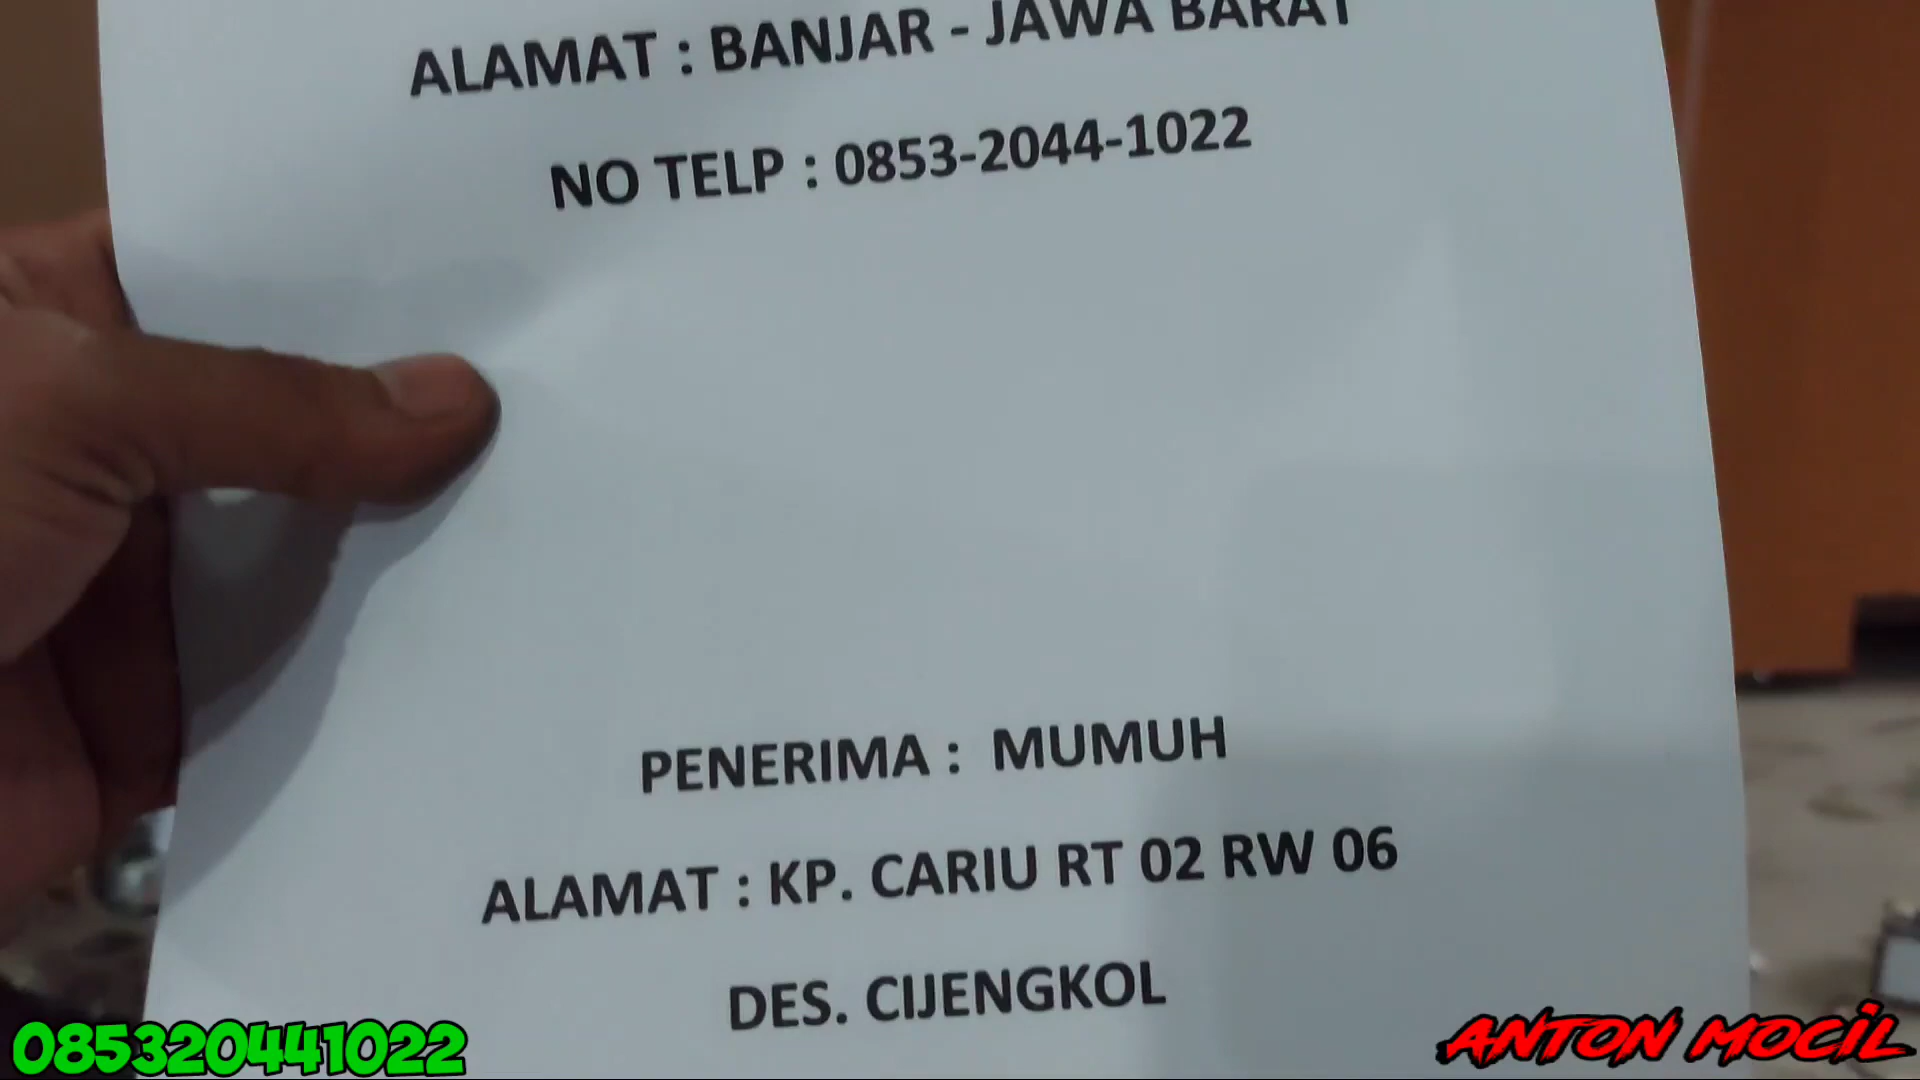 ALAMAT : BANJAR - JAWA BARAT
NO TELP : 0853-2044-1022
PENERIMA : MUMUH
ALAMAT : KP. CARIU RT 02 RW 06
DES. CIJENGKOL
085320441022
ANTON MOCIL